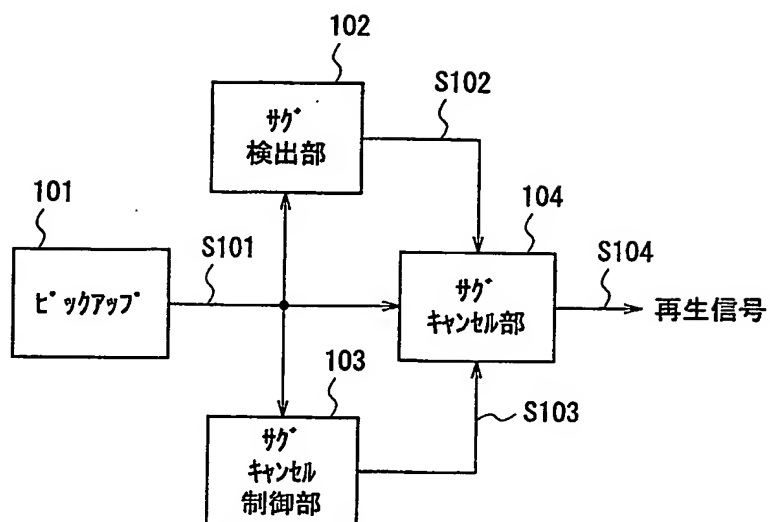 102
S102
サグ
検出部
101
S101
104
S104
ピックアップ
サグ
キャンセル部
再生信号
103
S103
サグ
キャンセル
制御部